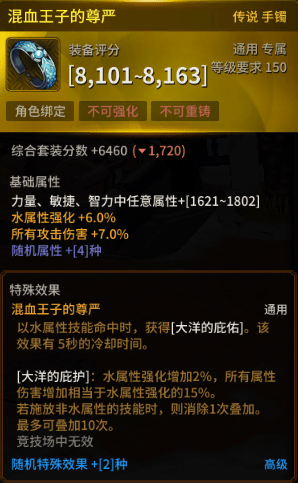 混血王子的尊严 传说 手镯
装备评分 通用 专属
[8,101~8,163] 等级要求 150
角色绑定 不可强化 不可重铸
综合套装分数 +6460 (▼1,720)
基础属性
力量、敏捷、智力中任意属性+[1621~1802]
水属性强化 +6.0%
所有攻击伤害 +7.0%
随机属性 +[4]种
特殊效果
混血王子的尊严 通用
以水属性技能命中时，获得[大洋的庇佑]。该
效果有 5秒的冷却时间。
[大洋的庇护]：水属性强化增加2%，所有属性
伤害增加相当于水属性强化的15%。
若施放非水属性的技能时，则消除1次叠加。
最多可叠加10次。
竞技场中无效
随机特殊效果 +[2]种 高级